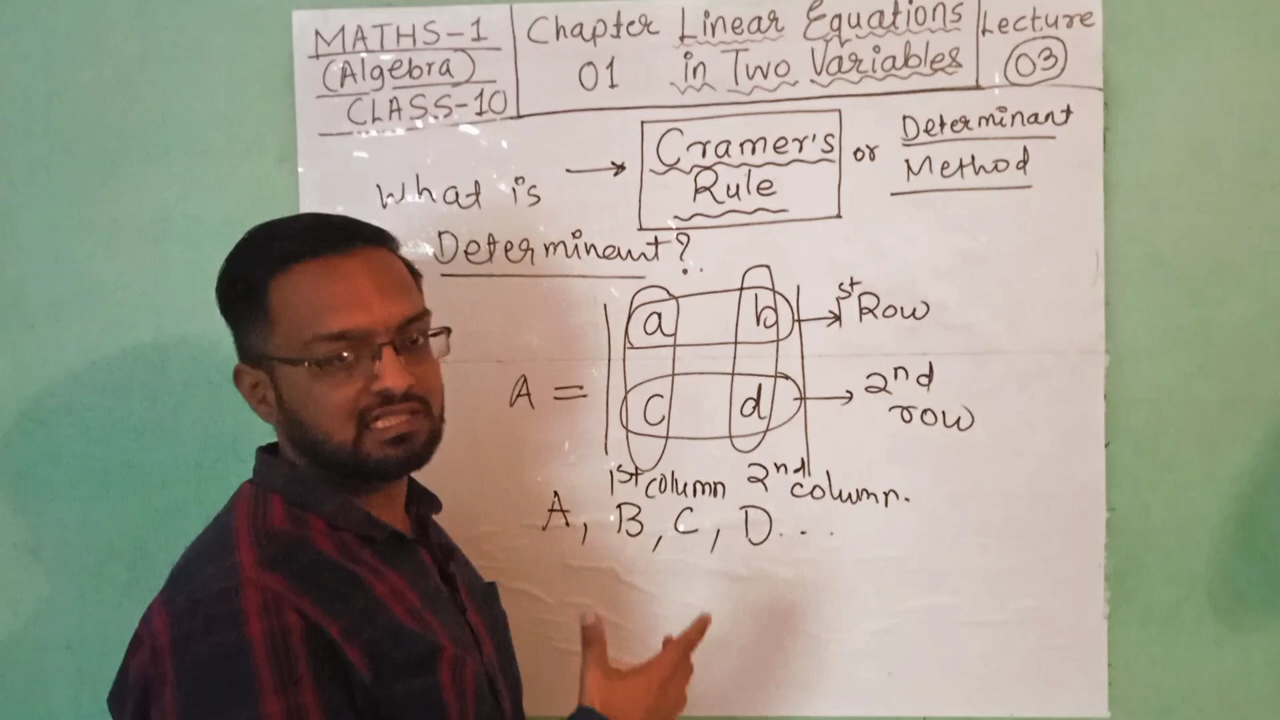 MATHS-1
(Algebra)
CLASS-10
Chapter
01
Linear Equations
in Two Variables
Lecture
03
→ Cramer's
Rule
or
Determinant
Method
What is
Determinant?
A = | a b | → 1st Row
| c d | → 2nd
row
1st column 2nd column.
A, B, C, D...